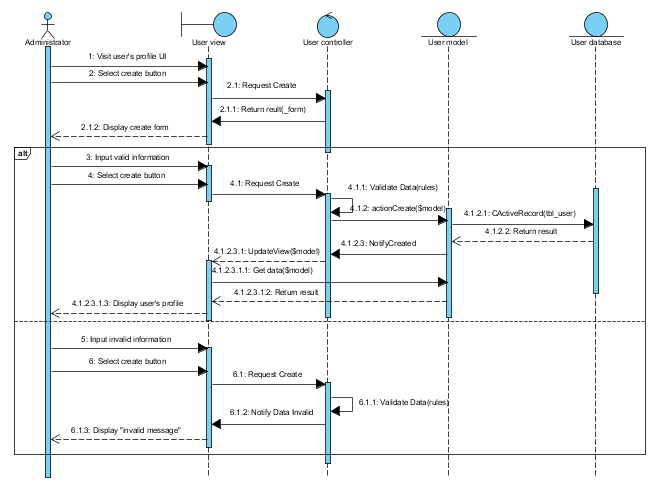 Administrator
User view
User controller
User model
User database
1: Visit user's profile UI
2: Select create button
2.1: Request Create
2.1.1: Return reult(_form)
2.1.2: Display create form
alt
3: Input valid information
4: Select create button
4.1: Request Create
4.1.1: Validate Data(rules)
4.1.2: actionCreate($model)
4.1.2.1: CActiveRecord(tbl_user)
4.1.2.2: Return result
4.1.2.3: NotifyCreated
4.1.2.3.1: UpdateView($model)
4.1.2.3.1.1: Get data($model)
4.1.2.3.1.2: Return result
4.1.2.3.1.3: Display user's profile
5: Input invalid information
6: Select create button
6.1: Request Create
6.1.1: Validate Data(rules)
6.1.2: Notify Data Invalid
6.1.3: Display "invalid message"